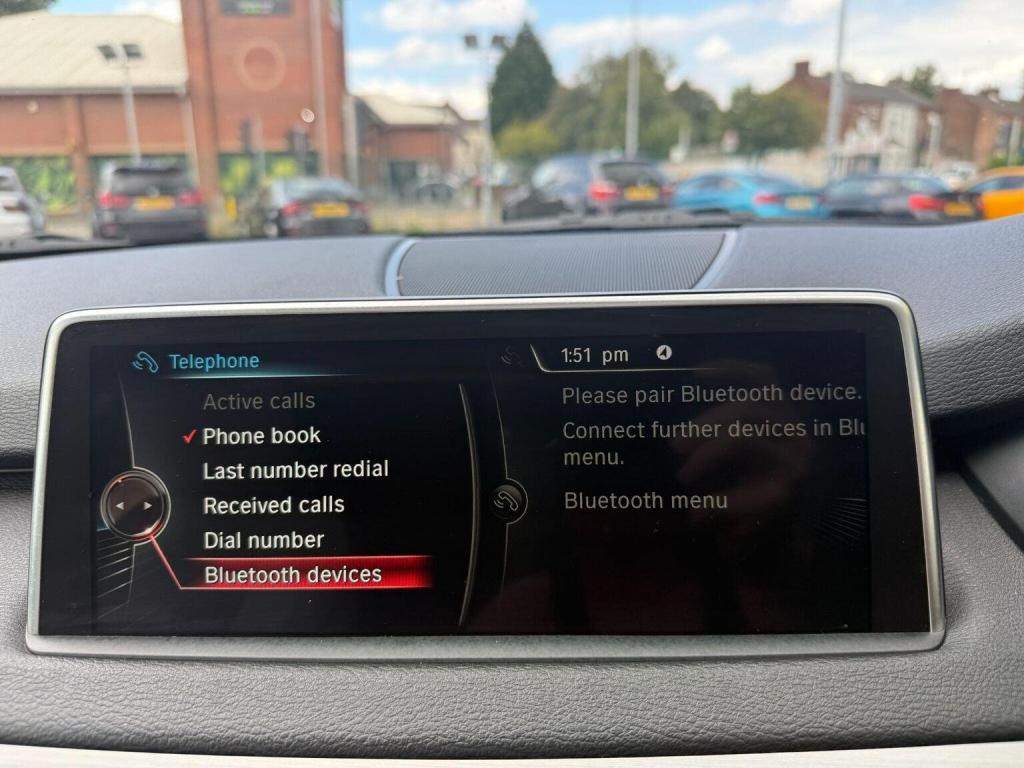 Telephone
Active calls
Phone book
Last number redial
Received calls
Dial number
Bluetooth devices
1:51 pm
Please pair Bluetooth device.
Connect further devices in Blu
menu.
Bluetooth menu